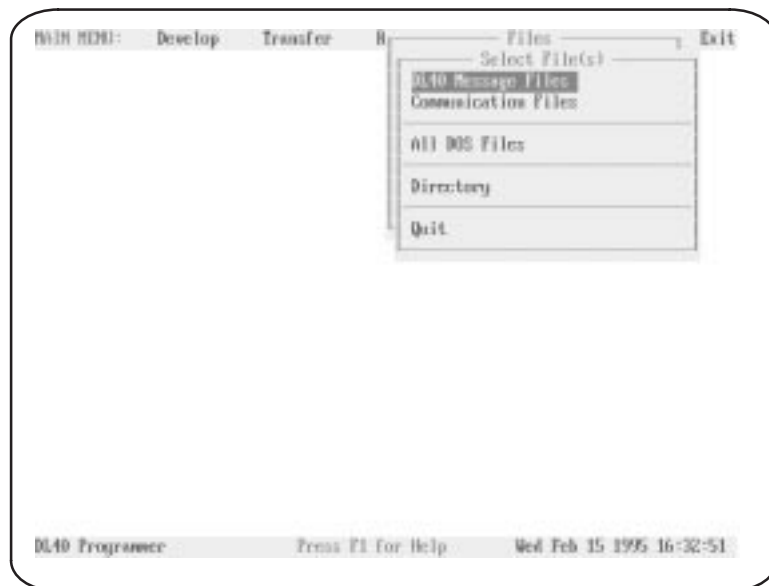 MAIN MENU: Develop Transfer R Files Exit
Select File(s)
DL40 Message Files
Communication Files
All DOS Files
Directory
Quit
DL40 Programmer Press F1 for Help Wed Feb 15 1995 16:32:51